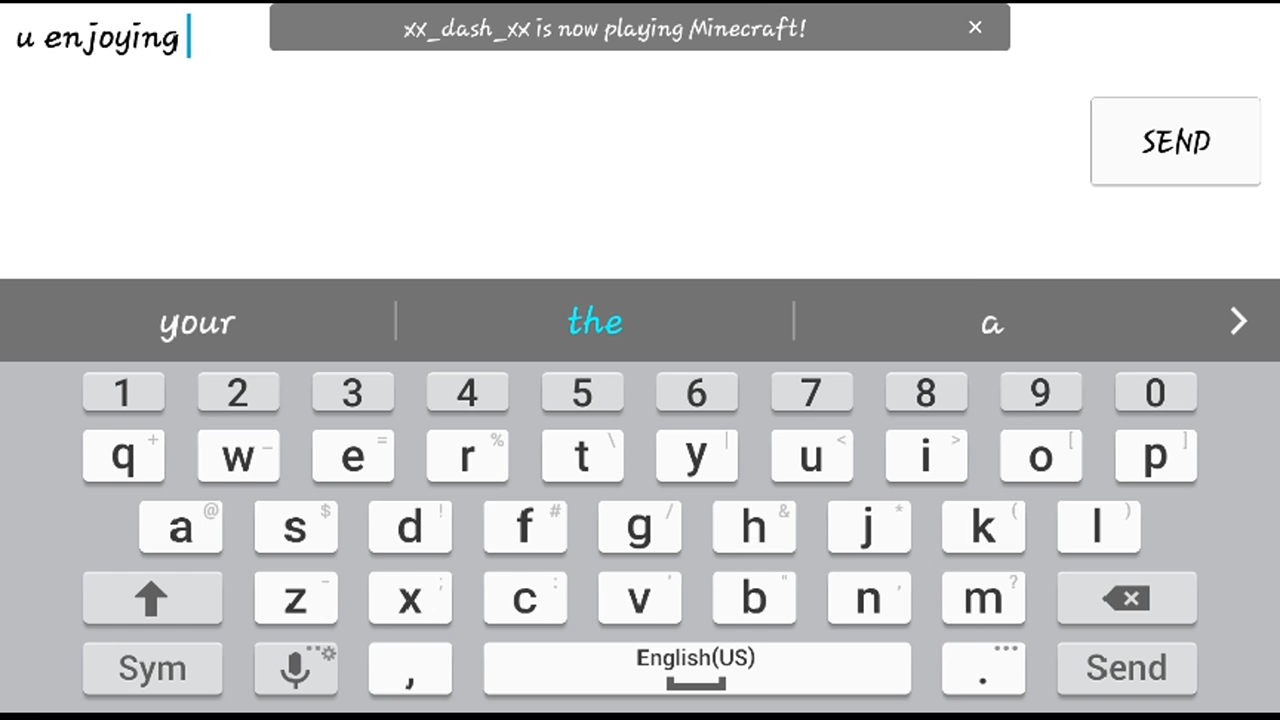 u enjoying
xx_dash_xx is now playing Minecraft! ×
SEND
your the a >
1 2 3 4 5 6 7 8 9 0
q + w _ e = r % t \ y | u < i > o [ p ]
a @ s $ d ! f # g / h & j * k ( l )
z - x ; c : v ' b " n , m ?
Sym , English(US) . ... Send